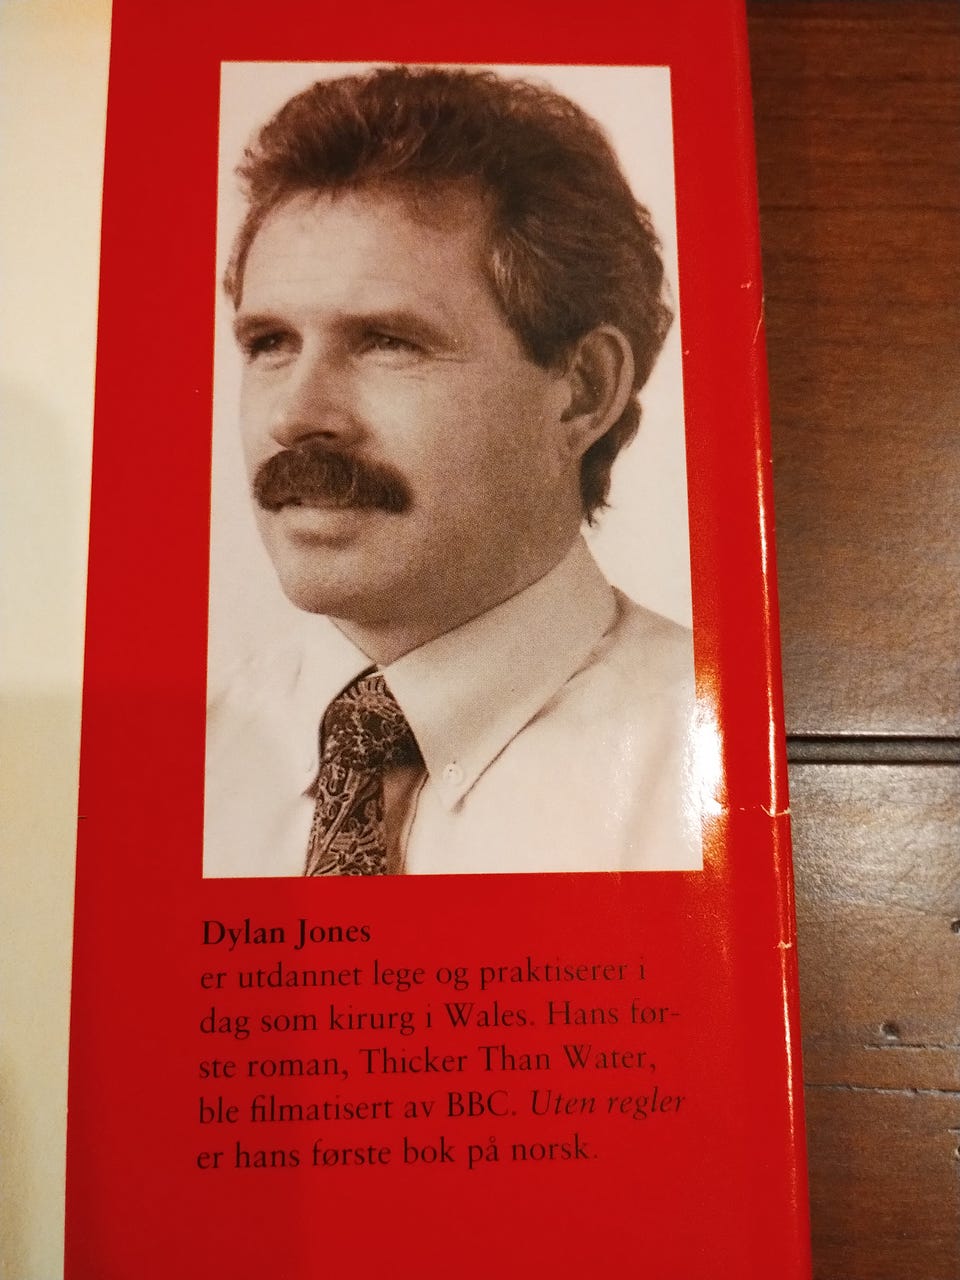 Dylan Jones
er utdannet lege og praktiserer i
dag som kirurg i Wales. Hans før-
ste roman, Thicker Than Water,
ble filmatisert av BBC. Uten regler
er hans første bok på norsk.